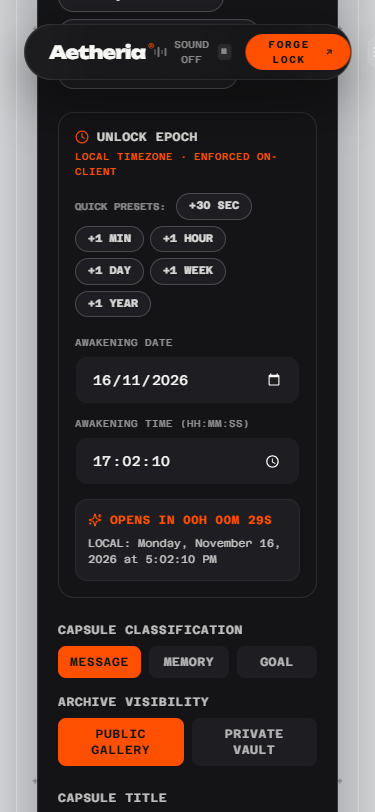 Aetheria®
SOUND
OFF
FORGE
LOCK
UNLOCK EPOCH
LOCAL TIMEZONE · ENFORCED ON-
CLIENT
QUICK PRESETS:
+30 SEC
+1 MIN
+1 HOUR
+1 DAY
+1 WEEK
+1 YEAR
AWAKENING DATE
16/11/2026
AWAKENING TIME (HH:MM:SS)
17:02:10
OPENS IN 00H 00M 29S
LOCAL: Monday, November 16,
2026 at 5:02:10 PM
CAPSULE CLASSIFICATION
MESSAGE
MEMORY
GOAL
ARCHIVE VISIBILITY
PUBLIC
GALLERY
PRIVATE
VAULT
CAPSULE TITLE